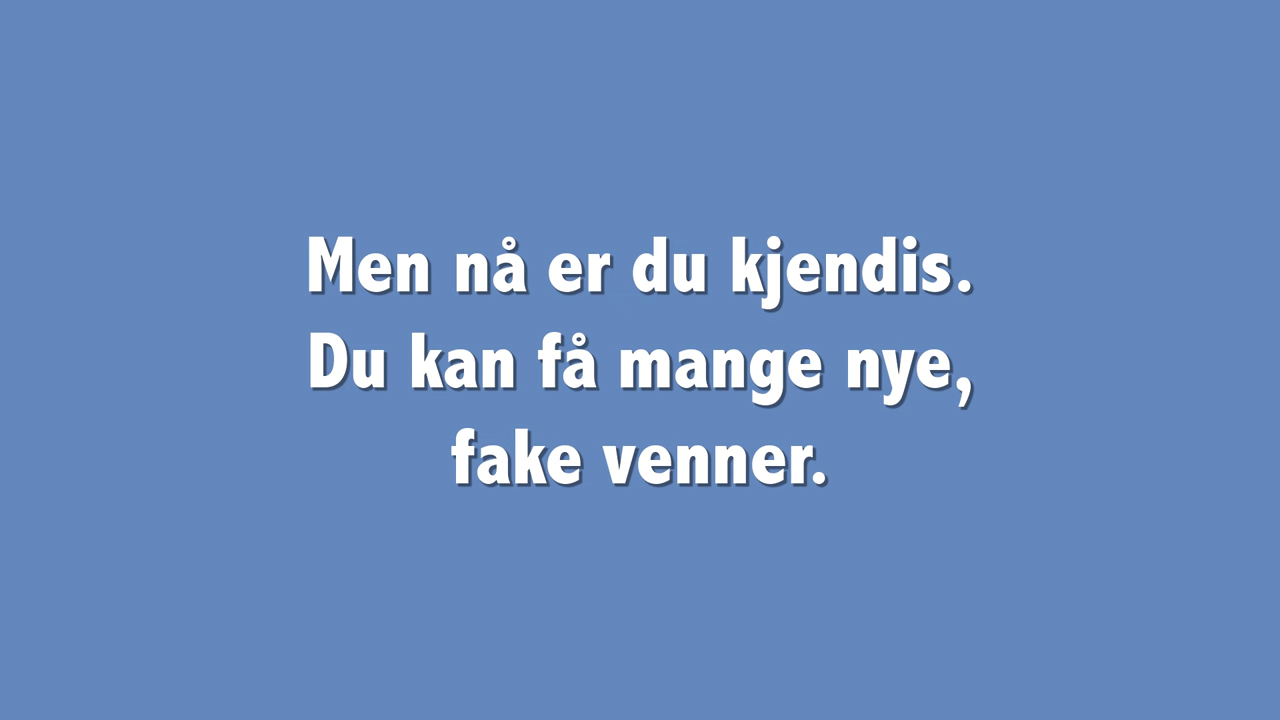 Men nå er du kjendis.
Du kan få mange nye,
fake venner.